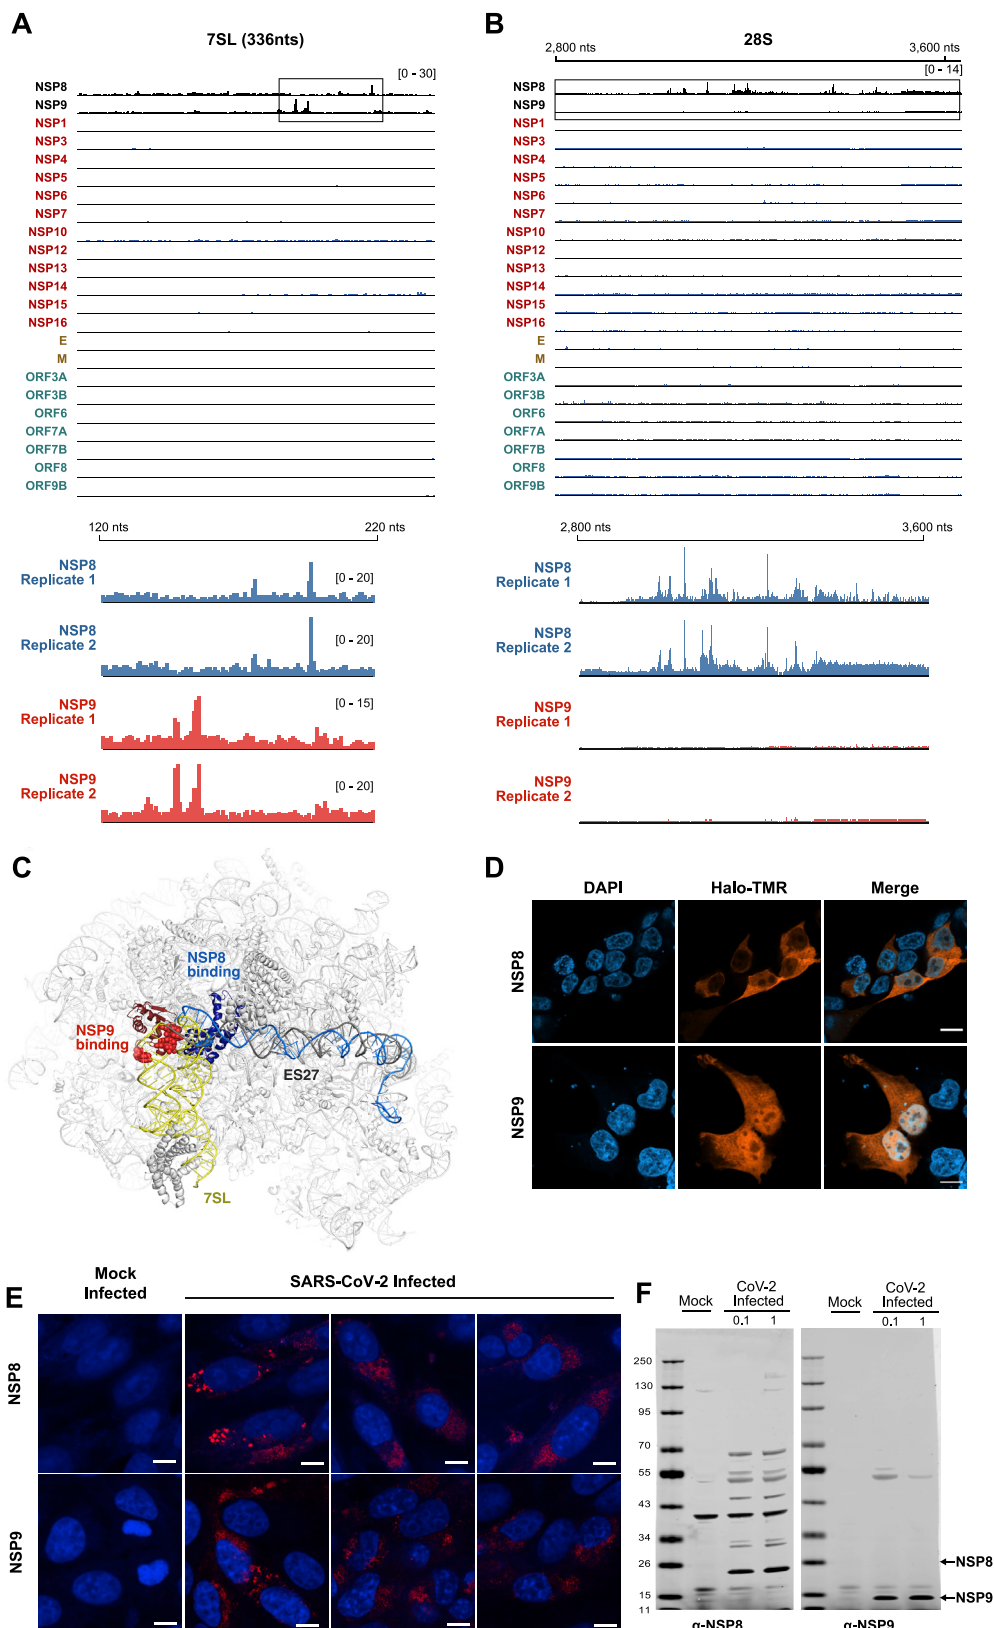 A
7SL (336nts)
[0 - 30]
NSP8
NSP9
NSP1
NSP3
NSP4
NSP5
NSP6
NSP7
NSP10
NSP12
NSP13
NSP14
NSP15
NSP16
E
M
ORF3A
ORF3B
ORF6
ORF7A
ORF7B
ORF8
ORF9B
120 nts
220 nts
NSP8
Replicate 1
[0 - 20]
NSP8
Replicate 2
[0 - 20]
NSP9
Replicate 1
[0 - 15]
NSP9
Replicate 2
[0 - 20]
B
28S
2,800 nts
3,600 nts
[0 - 14]
NSP8
NSP9
NSP1
NSP3
NSP4
NSP5
NSP6
NSP7
NSP10
NSP12
NSP13
NSP14
NSP15
NSP16
E
M
ORF3A
ORF3B
ORF6
ORF7A
ORF7B
ORF8
ORF9B
2,800 nts
3,600 nts
NSP8
Replicate 1
NSP8
Replicate 2
NSP9
Replicate 1
NSP9
Replicate 2
C
NSP8
binding
NSP9
binding
ES27
7SL
D
DAPI
Halo-TMR
Merge
NSP8
NSP9
E
Mock
Infected
SARS-CoV-2 Infected
NSP8
NSP9
F
Mock
CoV-2
Infected
0.1 1
Mock
CoV-2
Infected
0.1 1
250
130
95
70
55
43
34
26
15
11
NSP8
NSP9
α-NSP8
α-NSP9